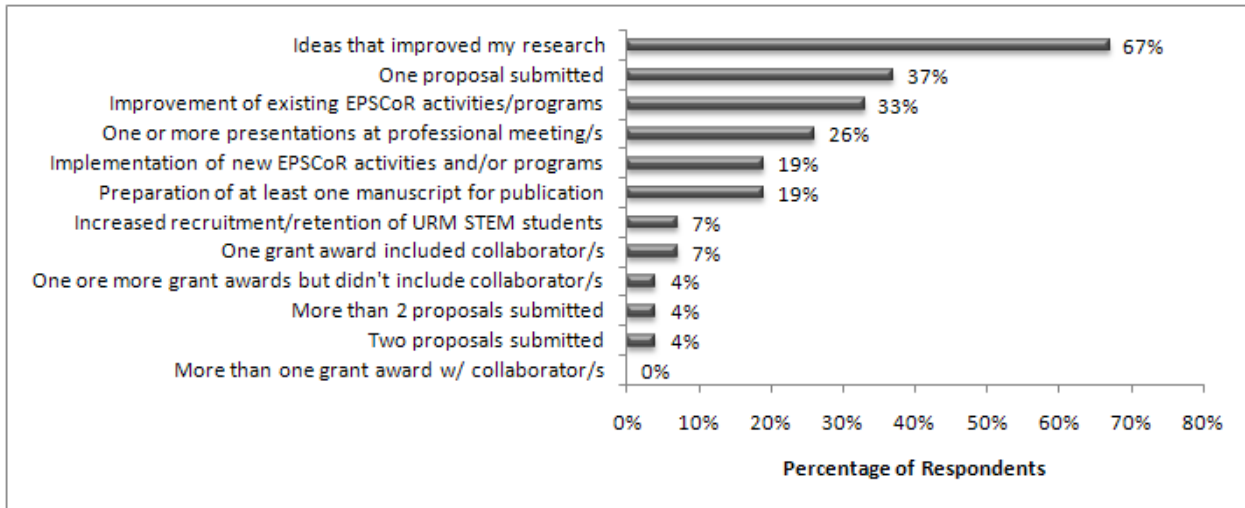 Ideas that improved my research 67%
One proposal submitted 37%
Improvement of existing EPSCoR activities/programs 33%
One or more presentations at professional meeting/s 26%
Implementation of new EPSCoR activities and/or programs 19%
Preparation of at least one manuscript for publication 19%
Increased recruitment/retention of URM STEM students 7%
One grant award included collaborator/s 7%
One ore more grant awards but didn't include collaborator/s 4%
More than 2 proposals submitted 4%
Two proposals submitted 4%
More than one grant award w/ collaborator/s 0%
0% 10% 20% 30% 40% 50% 60% 70% 80%
Percentage of Respondents